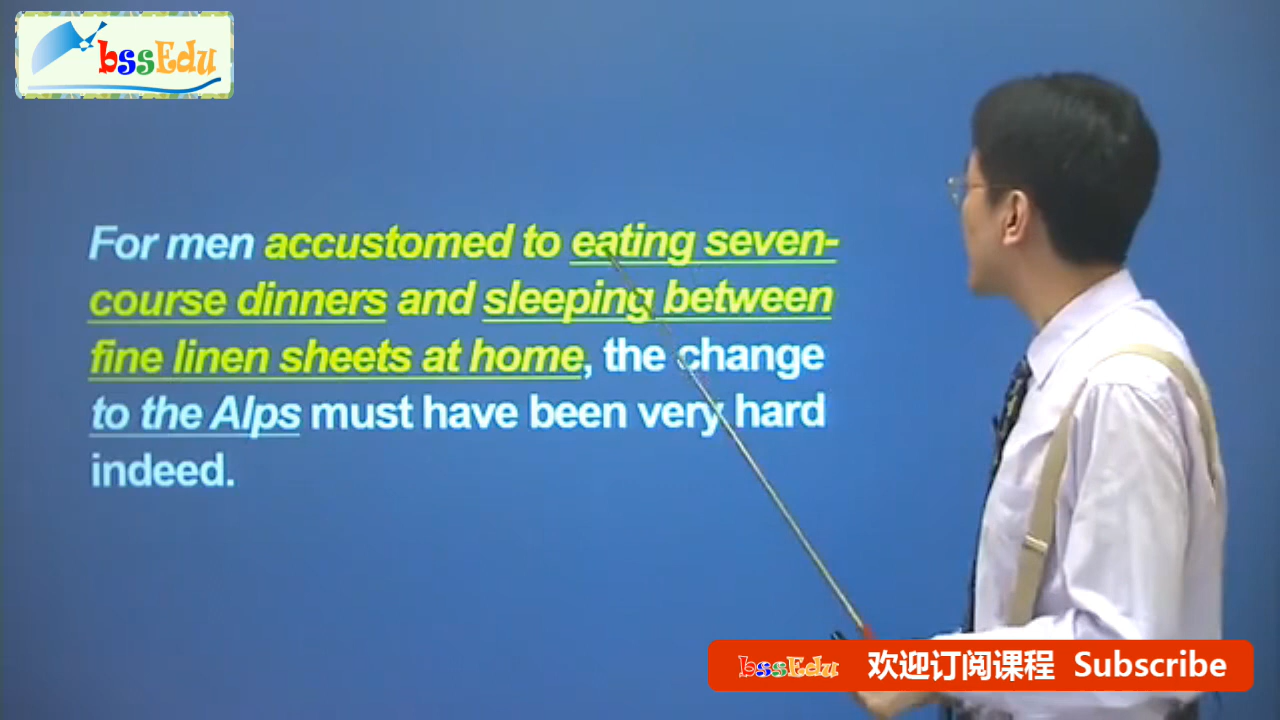 bssEdu
For men accustomed to eating seven-
course dinners and sleeping between
fine linen sheets at home, the change
to the Alps must have been very hard
indeed.
bssEdu 欢迎订阅课程 Subscribe